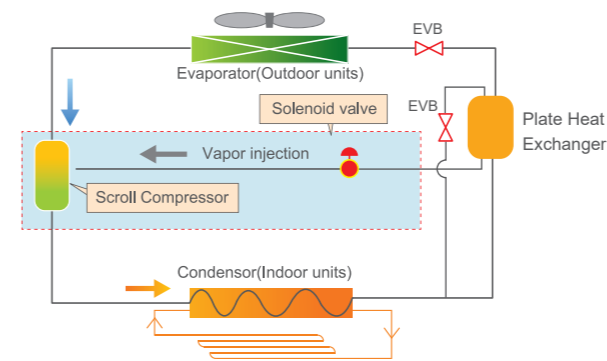 EVB
Evaporator(Outdoor units)
Solenoid valve
EVB
Plate Heat
Exchanger
Vapor injection
Scroll Compressor
Condensor(Indoor units)